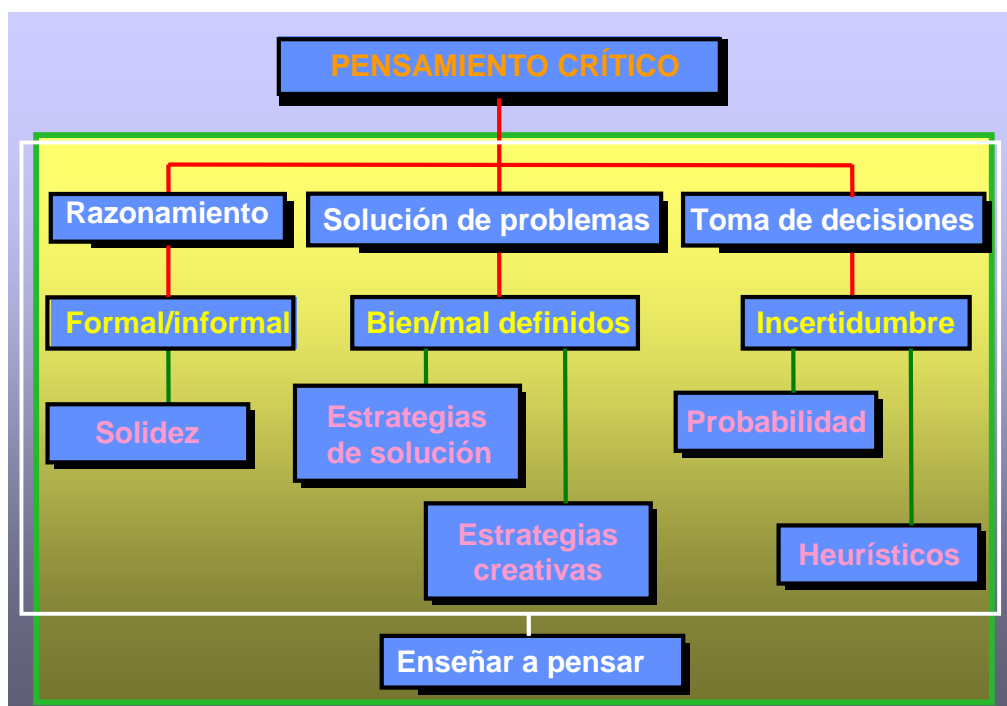 PENSAMIENTO CRÍTICO
Razonamiento
Solución de problemas
Toma de decisiones
Formal/informal
Bien/mal definidos
Incertidumbre
Solidez
Estrategias
de solución
Probabilidad
Estrategias
creativas
Heurísticos
Enseñar a pensar